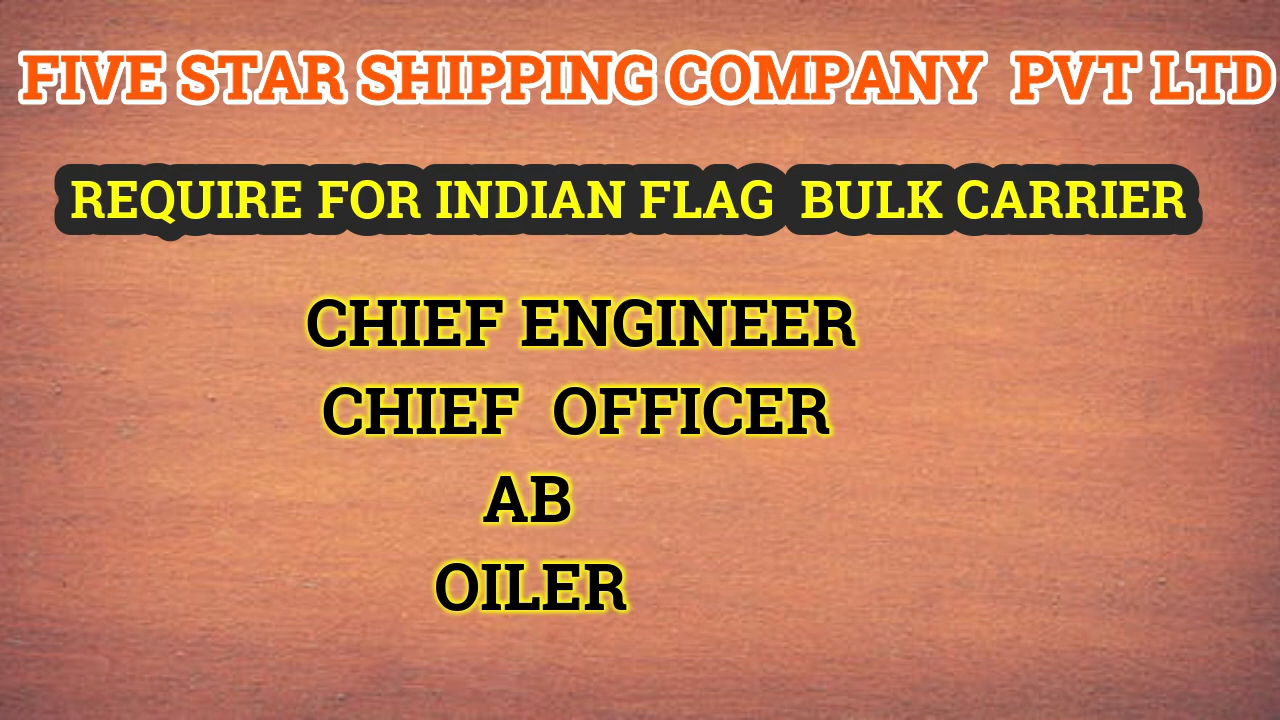 FIVE STAR SHIPPING COMPANY PVT LTD
REQUIRE FOR INDIAN FLAG BULK CARRIER
CHIEF ENGINEER
CHIEF OFFICER
AB
OILER